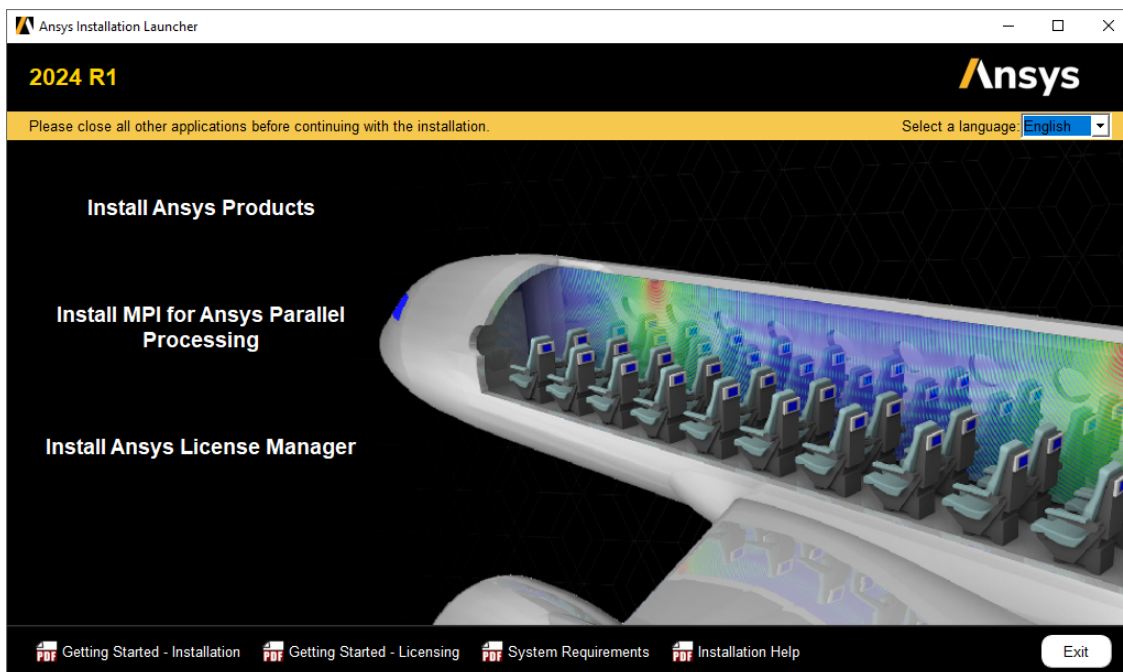 Ansys Installation Launcher
2024 R1
Ansys
Please close all other applications before continuing with the installation.
Select a language: English
Install Ansys Products
Install MPI for Ansys Parallel
Processing
Install Ansys License Manager
PDF Getting Started - Installation
PDF Getting Started - Licensing
PDF System Requirements
PDF Installation Help
Exit